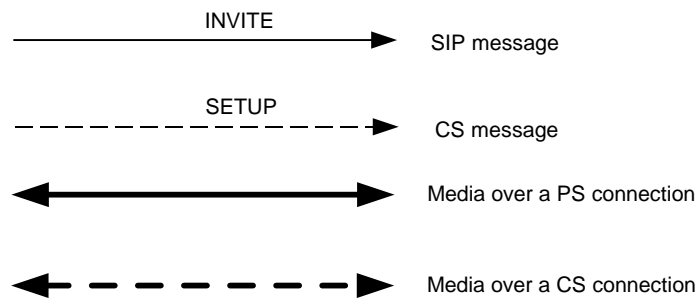 INVITE
SIP message
SETUP
CS message
Media over a PS connection
Media over a CS connection